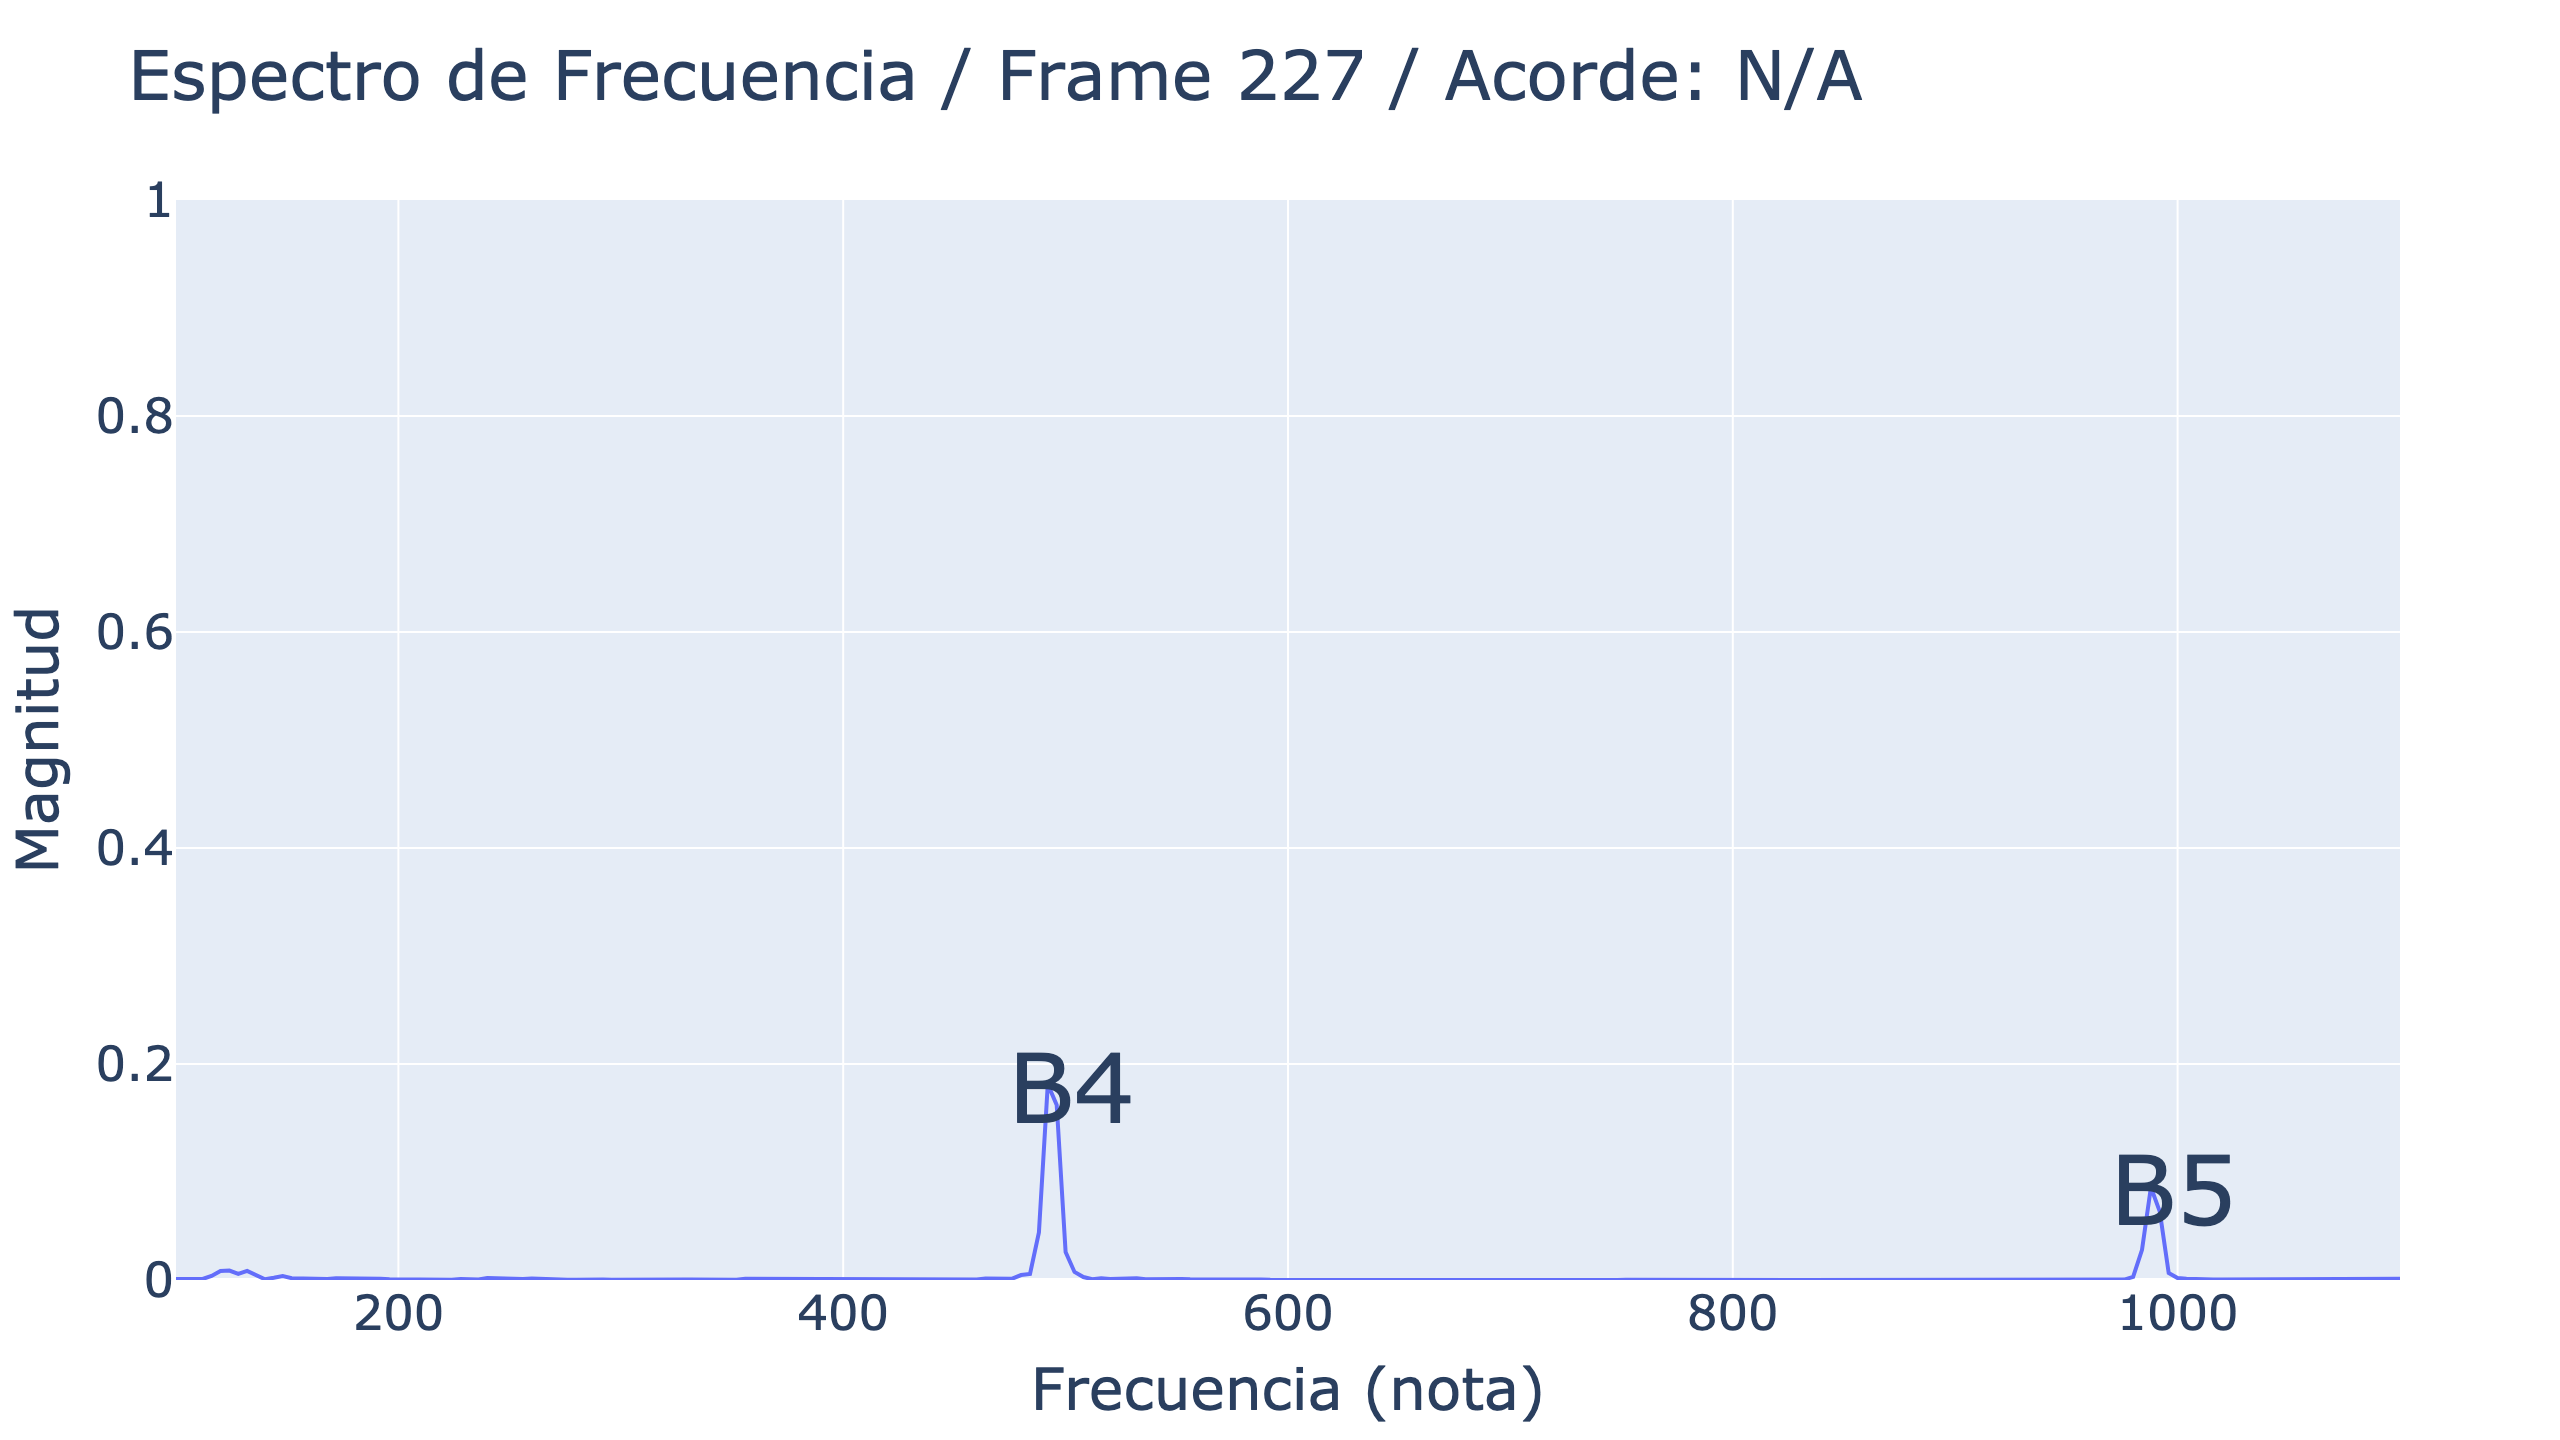 Espectro de Frecuencia / Frame 227 / Acorde: N/A
1
0.8
0.6
0.4
0.2
0
Magnitud
B4
B5
200 400 600 800 1000
Frecuencia (nota)